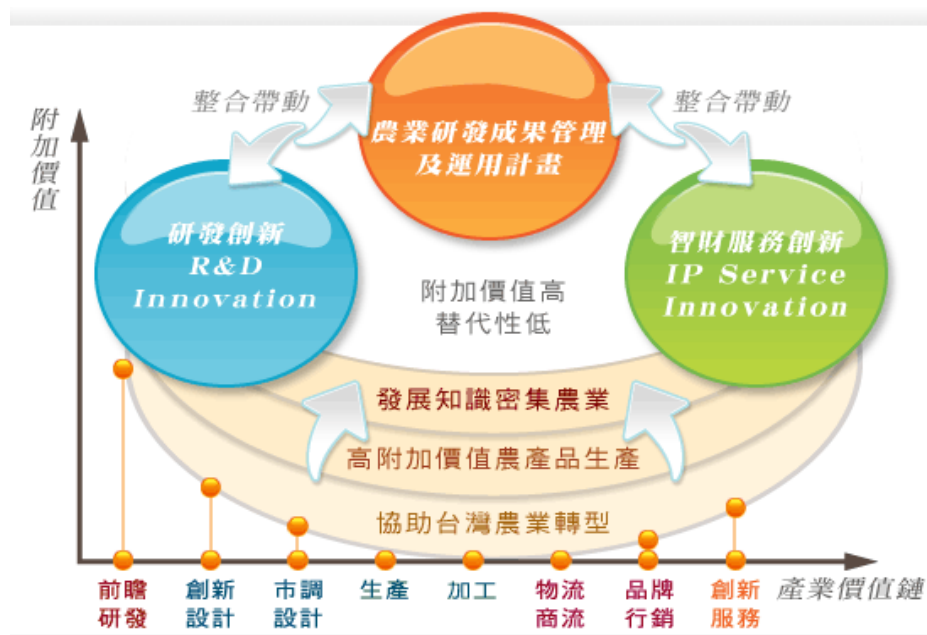 農業研發成果管理
及運用計畫
整合帶動
整合帶動
附加價值
研發創新
R&D
Innovation
智財服務創新
IP Service
Innovation
附加價值高
替代性低
發展知識密集農業
高附加價值農產品生產
協助台灣農業轉型
前瞻
研發
創新
設計
市調
設計
生產
加工
物流
商流
品牌
行銷
創新
服務
產業價值鏈